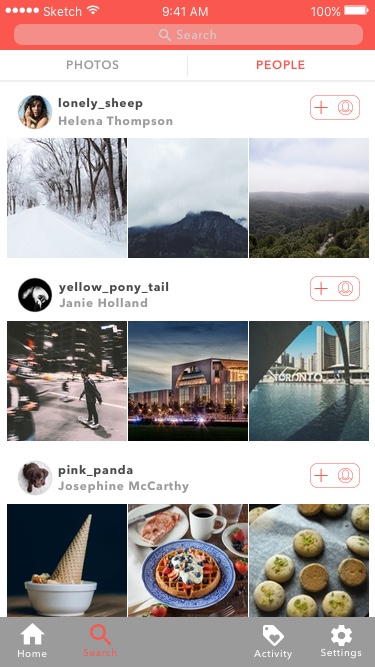 Sketch 9:41 AM 100%
Search
PHOTOS PEOPLE
lonely_sheep
Helena Thompson
yellow_pony_tail
Janie Holland
TORONTO
pink_panda
Josephine McCarthy
Home Search Activity Settings